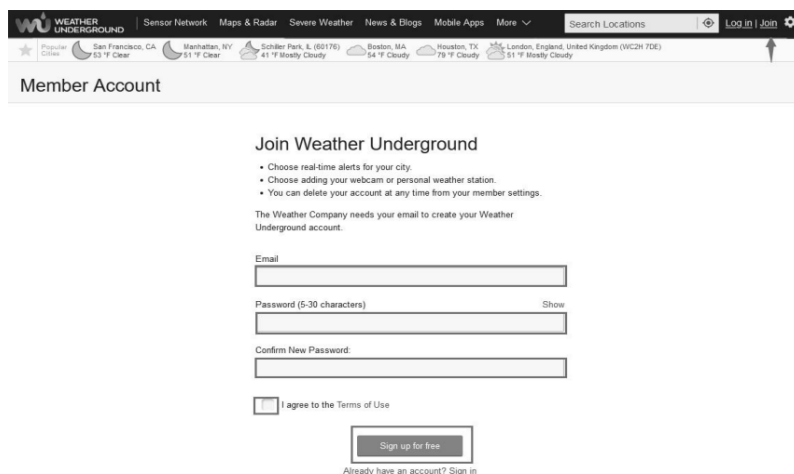 WEATHER UNDERGROUND Sensor Network Maps & Radar Severe Weather News & Blogs Mobile Apps More Search Locations Log in | Join
Popular Cities San Francisco, CA 53 °F Clear Manhattan, NY 51 °F Clear Schiller Park, IL (60176) 41 °F Mostly Cloudy Boston, MA 54 °F Cloudy Houston, TX 79 °F Cloudy London, England, United Kingdom (WC2H 7DE) 51 °F Mostly Cloudy
Member Account
Join Weather Underground
• Choose real-time alerts for your city.
• Choose adding your webcam or personal weather station.
• You can delete your account at any time from your member settings.
The Weather Company needs your email to create your Weather
Underground account.
Email
Password (5-30 characters) Show
Confirm New Password:
I agree to the Terms of Use
Sign up for free
Already have an account? Sign in